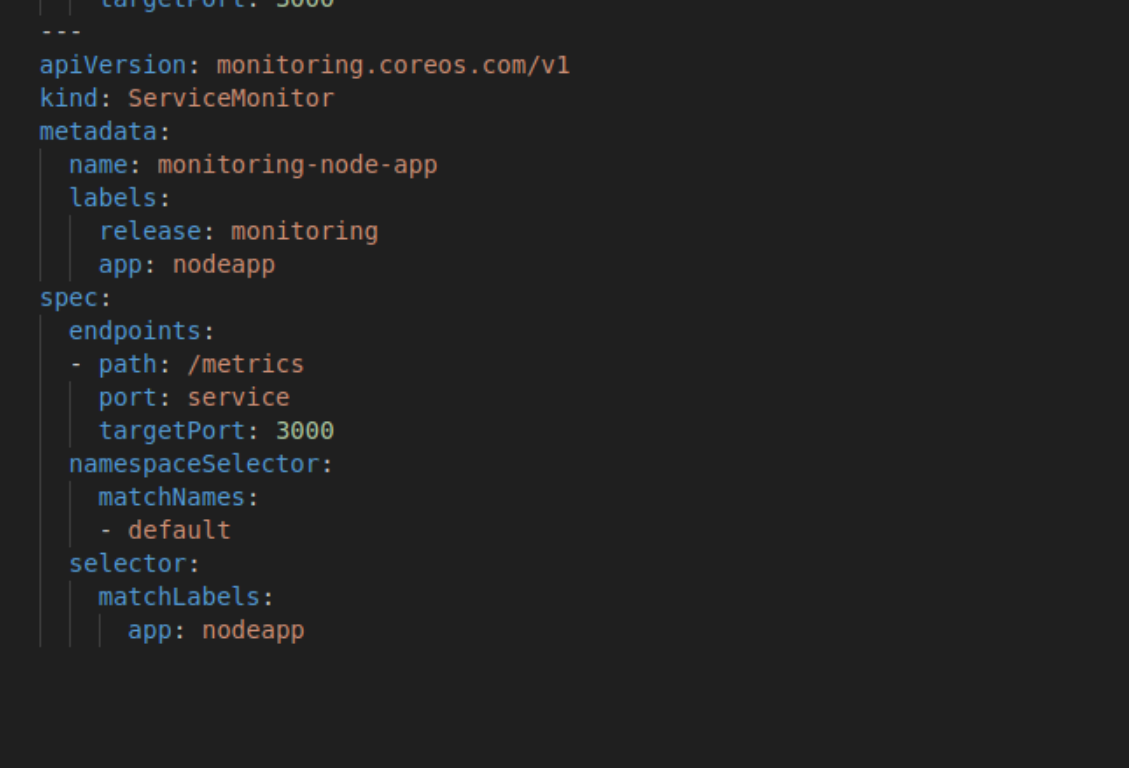 targetPort: 3000
---
apiVersion: monitoring.coreos.com/v1
kind: ServiceMonitor
metadata:
  name: monitoring-node-app
  labels:
    release: monitoring
    app: nodeapp
spec:
  endpoints:
  - path: /metrics
    port: service
    targetPort: 3000
  namespaceSelector:
    matchNames:
    - default
  selector:
    matchLabels:
      app: nodeapp